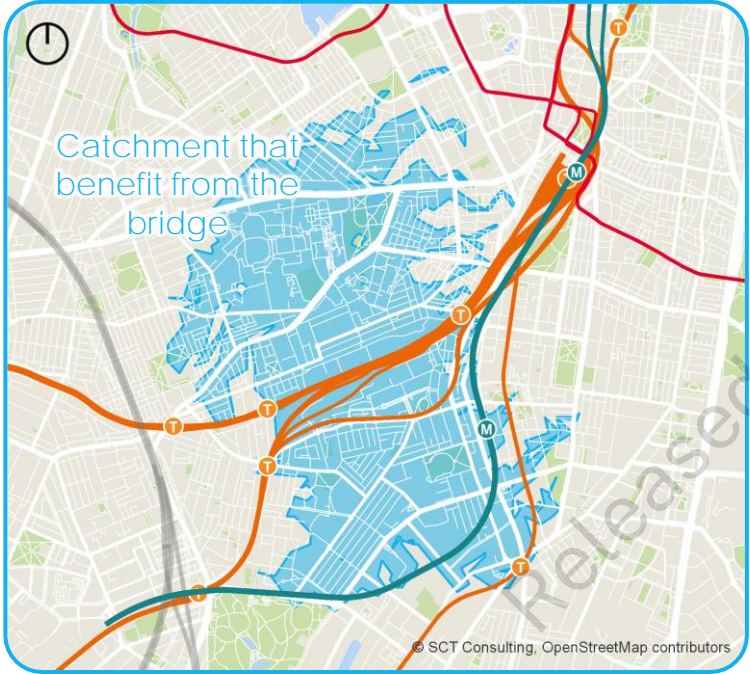 T
Catchment that
benefit from the
bridge
M
T
T
T
M
T
T
T
Released
© SCT Consulting, OpenStreetMap contributors